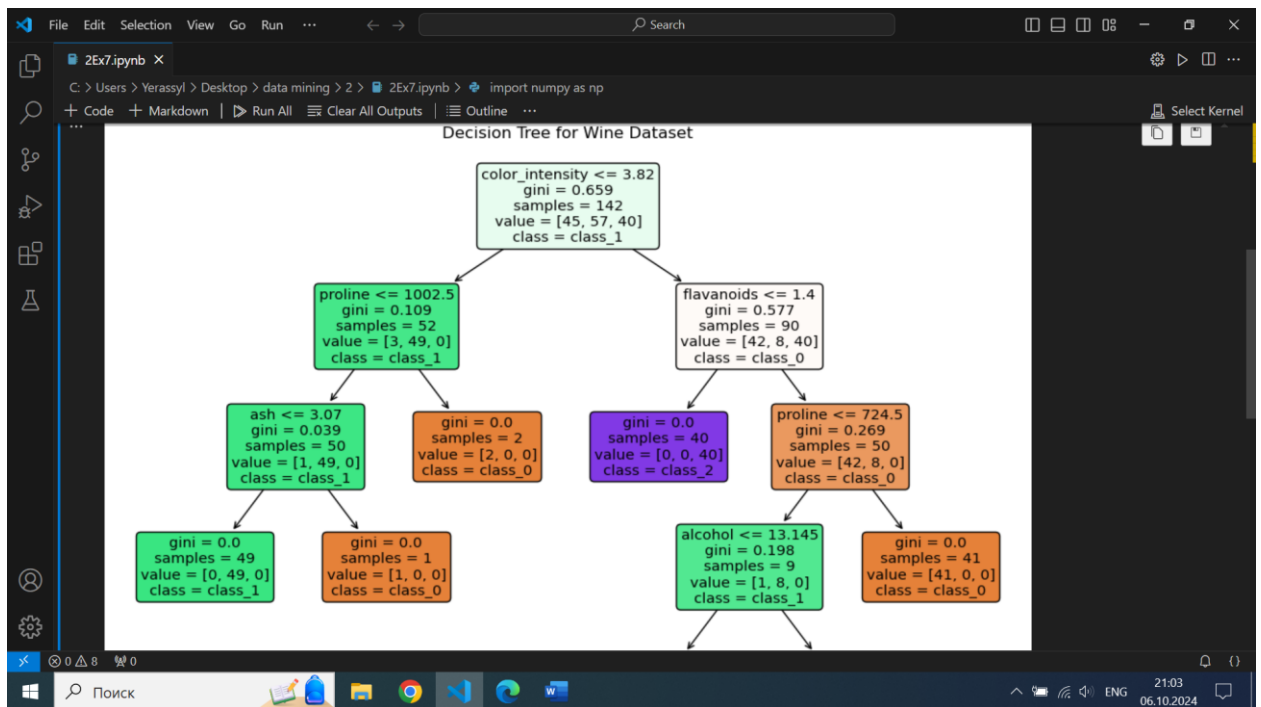 File Edit Selection View Go Run ···
Search
2Ex7.ipynb
C: > Users > Yerassyl > Desktop > data mining > 2 > 2Ex7.ipynb > import numpy as np
+ Code + Markdown | Run All Clear All Outputs | Outline ···
Select Kernel
Decision Tree for Wine Dataset
color_intensity <= 3.82
gini = 0.659
samples = 142
value = [45, 57, 40]
class = class_1
proline <= 1002.5
gini = 0.109
samples = 52
value = [3, 49, 0]
class = class_1
flavanoids <= 1.4
gini = 0.577
samples = 90
value = [42, 8, 40]
class = class_0
ash <= 3.07
gini = 0.039
samples = 50
value = [1, 49, 0]
class = class_1
gini = 0.0
samples = 2
value = [2, 0, 0]
class = class_0
gini = 0.0
samples = 40
value = [0, 0, 40]
class = class_2
proline <= 724.5
gini = 0.269
samples = 50
value = [42, 8, 0]
class = class_0
gini = 0.0
samples = 49
value = [0, 49, 0]
class = class_1
gini = 0.0
samples = 1
value = [1, 0, 0]
class = class_0
alcohol <= 13.145
gini = 0.198
samples = 9
value = [1, 8, 0]
class = class_1
gini = 0.0
samples = 41
value = [41, 0, 0]
class = class_0
0 8 0
Поиск
ENG
21:03
06.10.2024